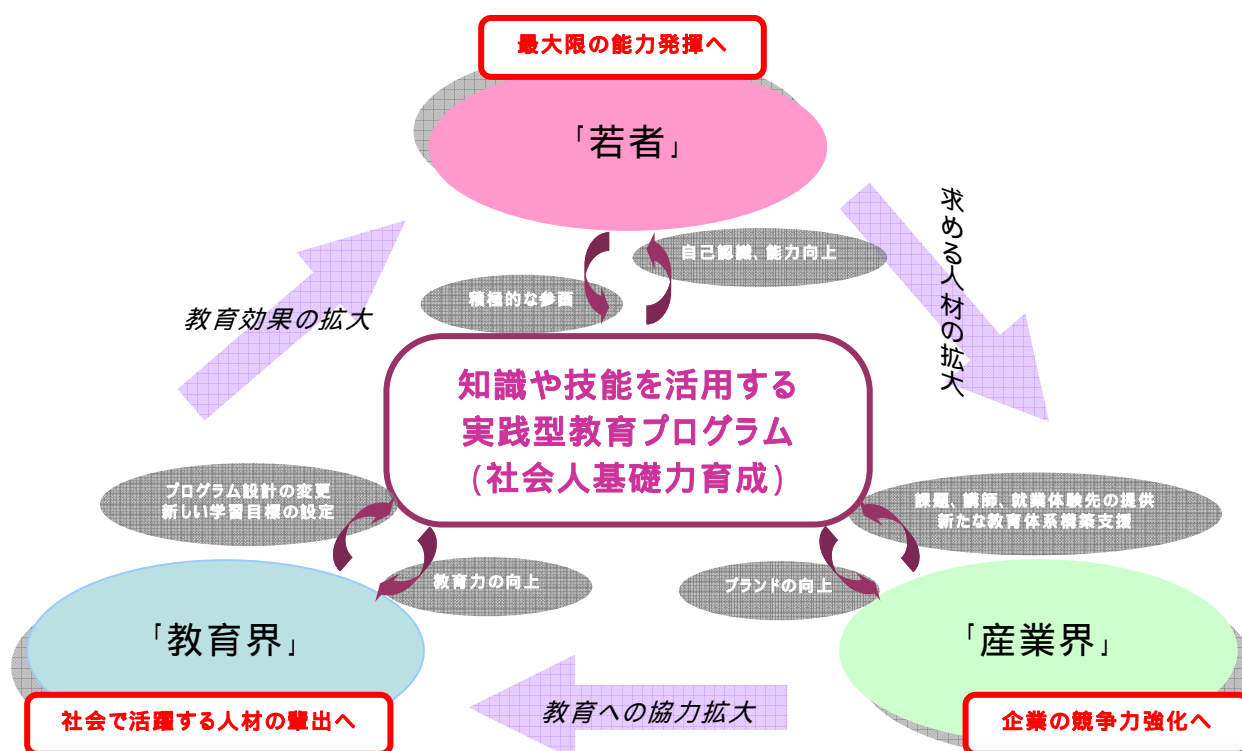 最大限の能力発揮へ
「若者」
求める人材の拡大
自己認識、能力向上
積極的な参画
教育効果の拡大
知識や技能を活用する
実践型教育プログラム
(社会人基礎力育成)
プログラム設計の変更
新しい学習目標の設定
課題、講師、就業体験先の提供
新たな教育体系構築支援
教育力の向上
ブランドの向上
「教育界」
「産業界」
社会で活躍する人材の輩出へ
教育への協力拡大
企業の競争力強化へ